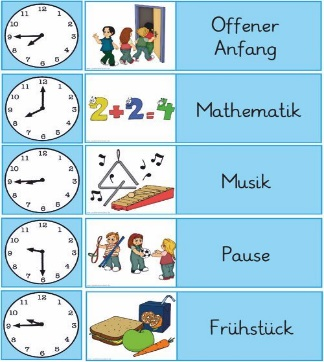 Offener
Anfang
2+2=4
Mathematik
Musik
Pause
Frühstück